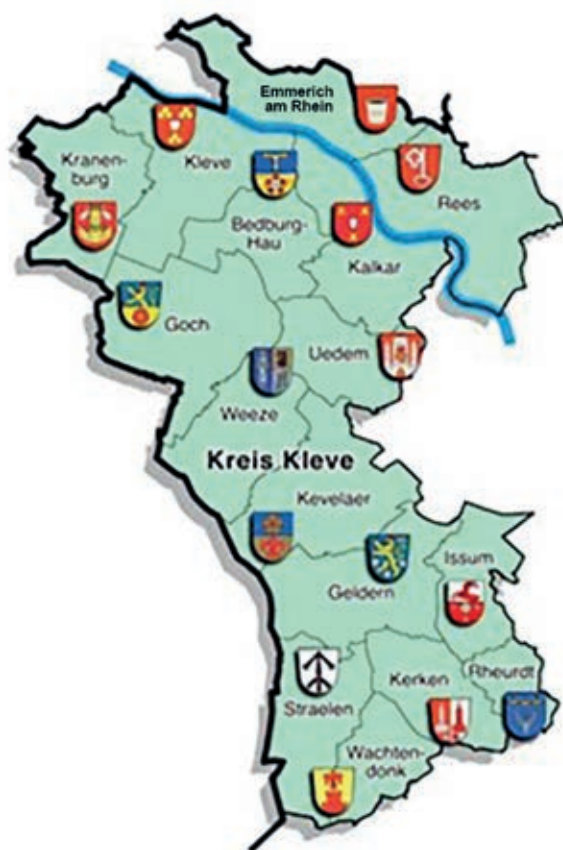 Emmerich
am Rhein
Kranen-
burg
Kleve
Rees
Bedburg-
Hau
Kalkar
Goch
Uedem
Weeze
Kreis Kleve
Kevelaer
Issum
Geldern
Kerken
Rheurdt
Straelen
Wachten-
donk